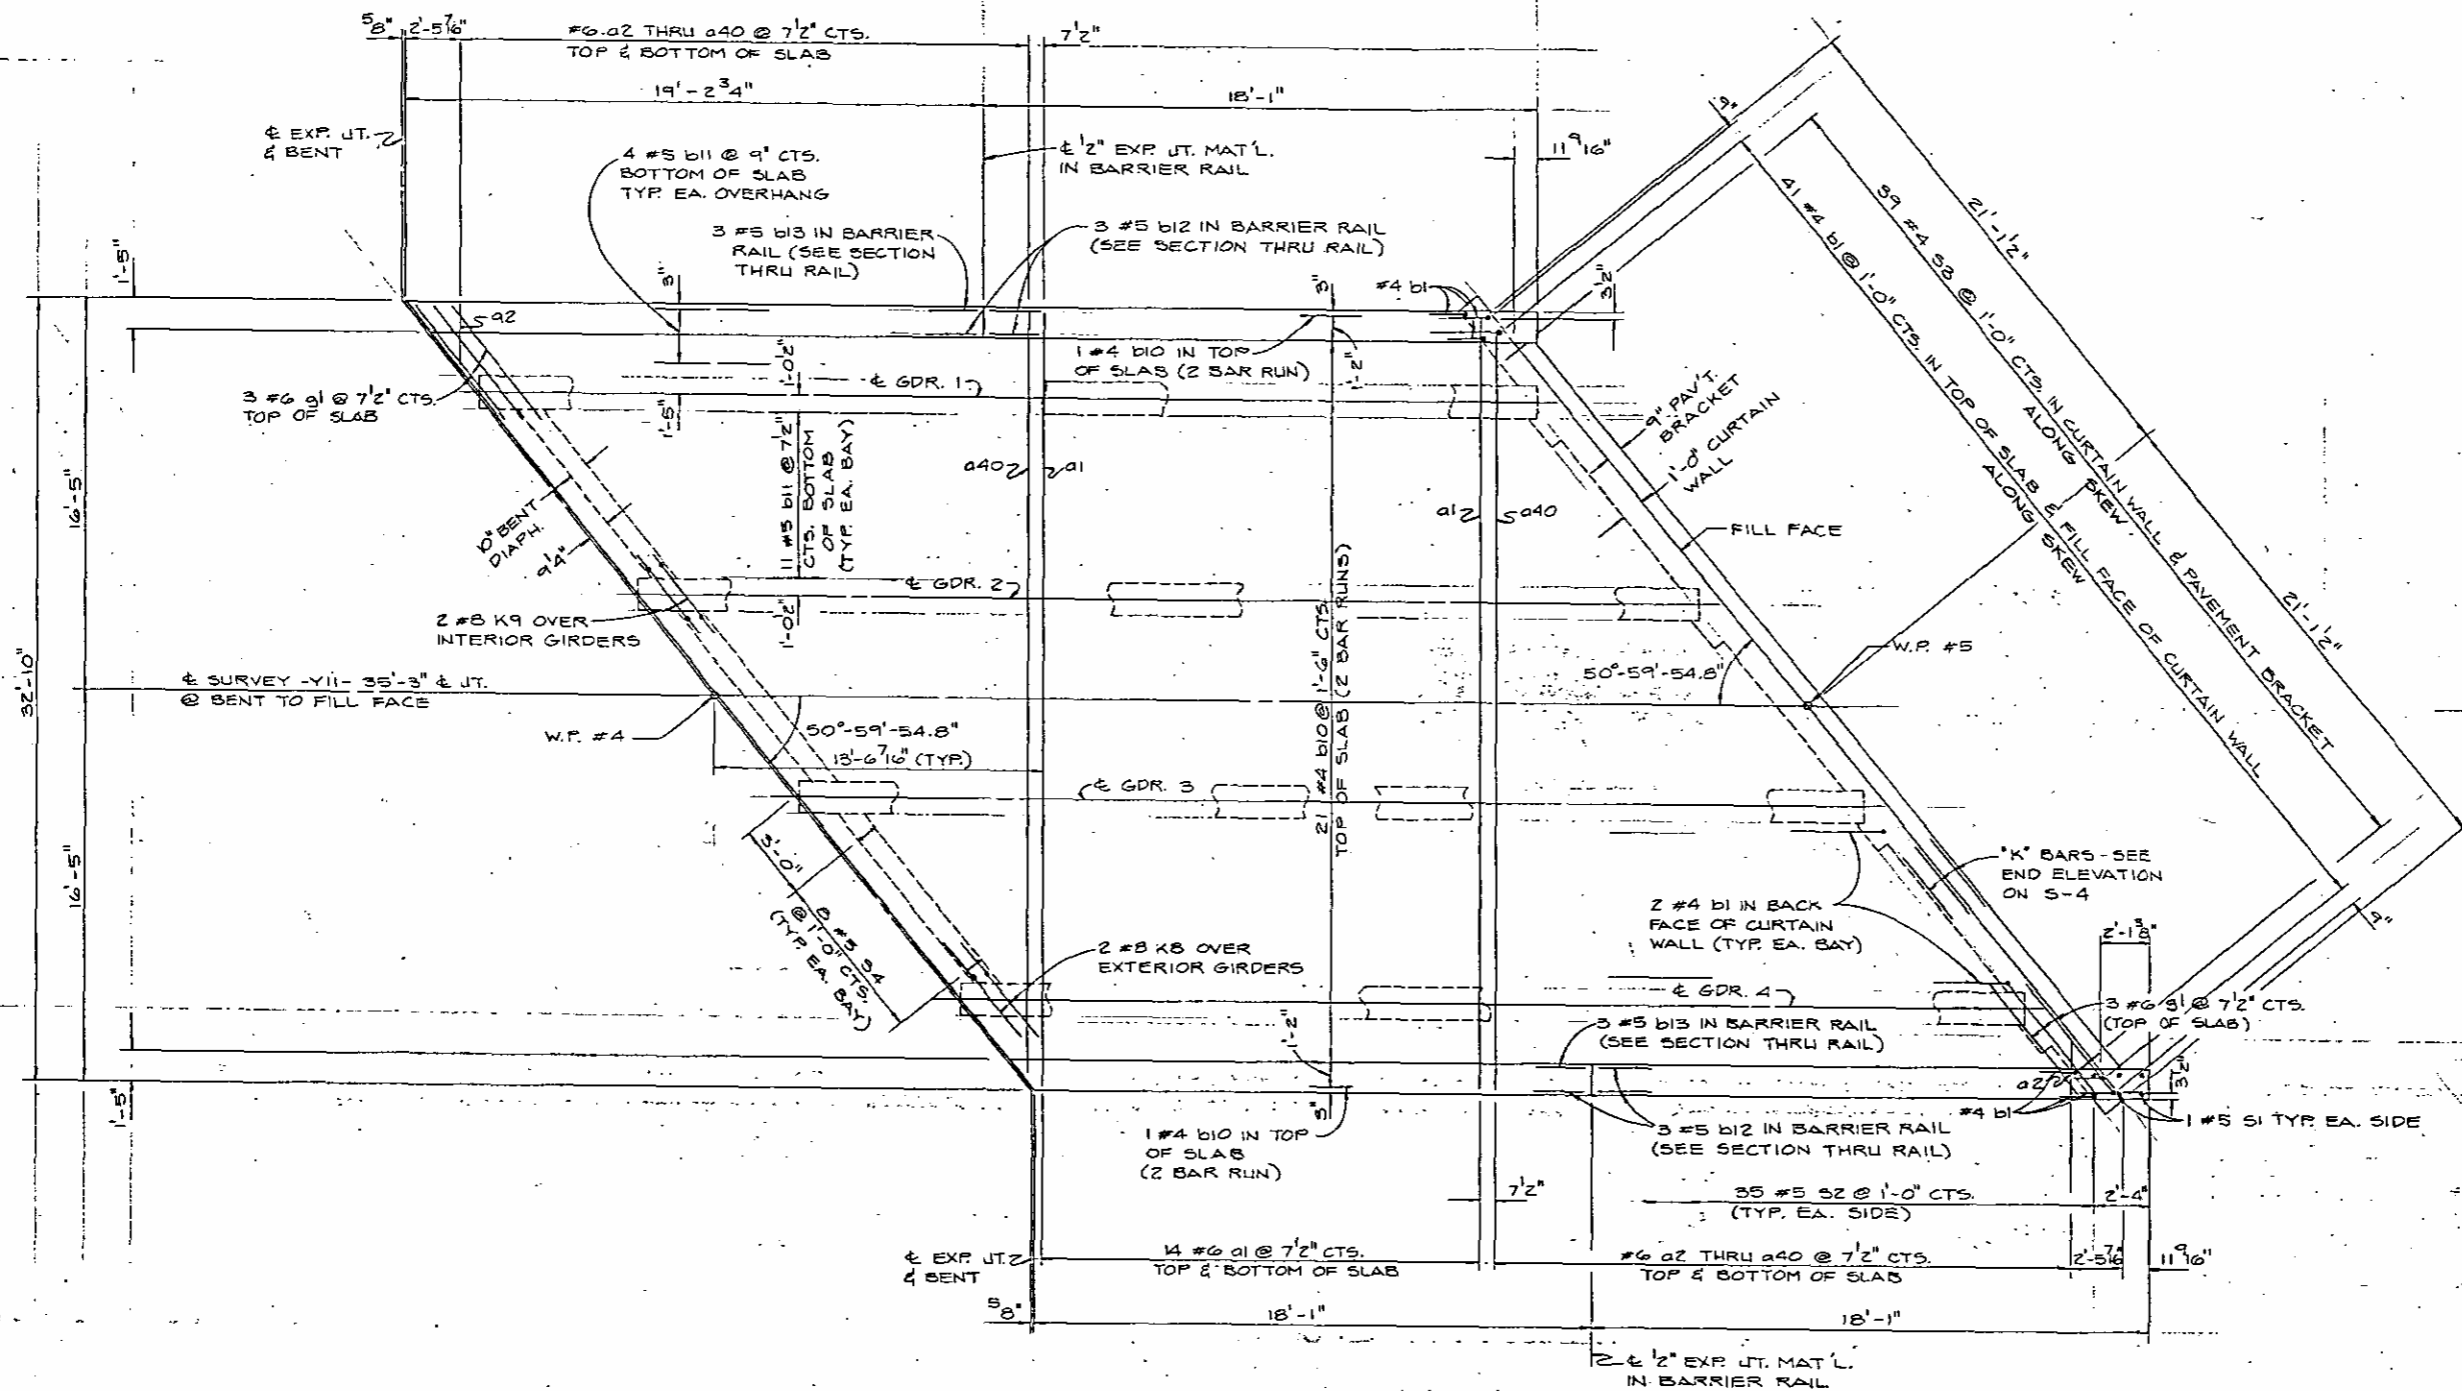 5/8" 2'-5 7/16"
#6 a2 THRU a40 @ 7 1/2" CTS.
TOP & BOTTOM OF SLAB
7 1/2"
19'-2 3/4"
18'-1"
℄ EXP. JT.
& BENT
4 #5 b11 @ 9" CTS.
BOTTOM OF SLAB
TYP. EA. OVERHANG
℄ 1/2" EXP. JT. MAT'L.
IN BARRIER RAIL
11 9/16"
9"
21'-1 1/2"
39 #4 S3 @ 1'-0" CTS. IN CURTAIN WALL & PAVEMENT BRACKET
ALONG SKEW
41 #4 b1 @ 1'-0" CTS. IN TOP OF SLAB & FILL FACE OF CURTAIN WALL
ALONG SKEW
21'-1 1/2"
3 #5 b13 IN BARRIER
RAIL (SEE SECTION
THRU RAIL)
3 #5 b12 IN BARRIER RAIL
(SEE SECTION THRU RAIL)
1'-5"
3"
3"
#4 b1
3 1/2"
a2
1 #4 b10 IN TOP
OF SLAB (2 BAR RUN)
1'-2"
1'-0 1/2"
℄ GDR. 1
3 #6 g1 @ 7 1/2" CTS.
TOP OF SLAB
1'-5"
11 #5 b11 @ 7 1/2"
CTS. BOTTOM
OF SLAB
(TYP. EA. BAY)
9" PAV'T.
BRACKET
1'-0" CURTAIN
WALL
a40
a1
16'-5"
10" BENT
DIAPH.
9 1/4"
a1
a40
FILL FACE
℄ GDR. 2
1'-0 1/2"
2 #8 K9 OVER
INTERIOR GIRDERS
21 #4 b10 @ 1'-6" CTS.
TOP OF SLAB (2 BAR RUNS)
W.P. #5
50°-59'-54.8"
32'-10"
℄ SURVEY -Y11- 35'-3" ℄ JT.
@ BENT TO FILL FACE
W.P. #4
50°-59'-54.8"
13'-6 7/16" (TYP.)
℄ GDR. 3
16'-5"
3'-0"
8 #5 S4
@ 1'-0" CTS.
(TYP. EA. BAY)
"K" BARS - SEE
END ELEVATION
ON S-4
2 #4 b1 IN BACK
FACE OF CURTAIN
WALL (TYP. EA. BAY)
2'-1 3/8"
9"
2 #8 K8 OVER
EXTERIOR GIRDERS
℄ GDR. 4
3 #6 g1 @ 7 1/2" CTS.
(TOP OF SLAB)
3 #5 b13 IN BARRIER RAIL
(SEE SECTION THRU RAIL)
1'-2"
1'-5"
3"
a2
3 1/2"
#4 b1
1 #5 S1 TYP. EA. SIDE
1 #4 b10 IN TOP
OF SLAB
(2 BAR RUN)
3 #5 b12 IN BARRIER RAIL
(SEE SECTION THRU RAIL)
7 1/2"
35 #5 S2 @ 1'-0" CTS.
(TYP. EA. SIDE)
2'-4"
℄ EXP. JT.
& BENT
14 #6 a1 @ 7 1/2" CTS.
TOP & BOTTOM OF SLAB
#6 a2 THRU a40 @ 7 1/2" CTS.
TOP & BOTTOM OF SLAB
2'-5 7/16"
11 9/16"
5/8"
18'-1"
18'-1"
℄ 1/2" EXP. JT. MAT'L.
IN BARRIER RAIL